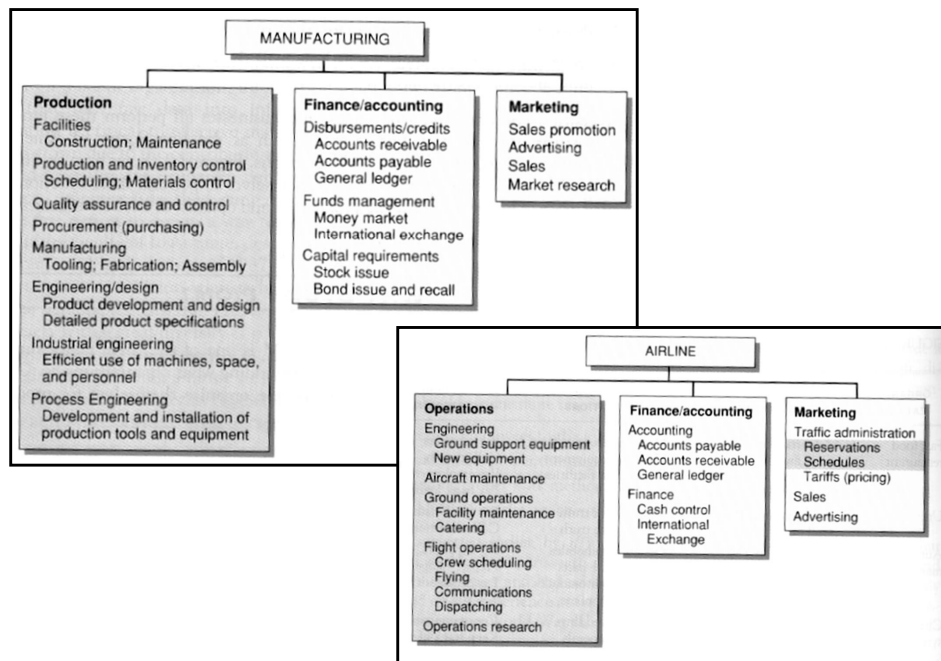 MANUFACTURING
Production
Facilities
Construction; Maintenance
Production and inventory control
Scheduling; Materials control
Quality assurance and control
Procurement (purchasing)
Manufacturing
Tooling; Fabrication; Assembly
Engineering/design
Product development and design
Detailed product specifications
Industrial engineering
Efficient use of machines, space,
and personnel
Process Engineering
Development and installation of
production tools and equipment
Finance/accounting
Disbursements/credits
Accounts receivable
Accounts payable
General ledger
Funds management
Money market
International exchange
Capital requirements
Stock issue
Bond issue and recall
Marketing
Sales promotion
Advertising
Sales
Market research
AIRLINE
Operations
Engineering
Ground support equipment
New equipment
Aircraft maintenance
Ground operations
Facility maintenance
Catering
Flight operations
Crew scheduling
Flying
Communications
Dispatching
Operations research
Finance/accounting
Accounting
Accounts payable
Accounts receivable
General ledger
Finance
Cash control
International
Exchange
Marketing
Traffic administration
Reservations
Schedules
Tariffs (pricing)
Sales
Advertising